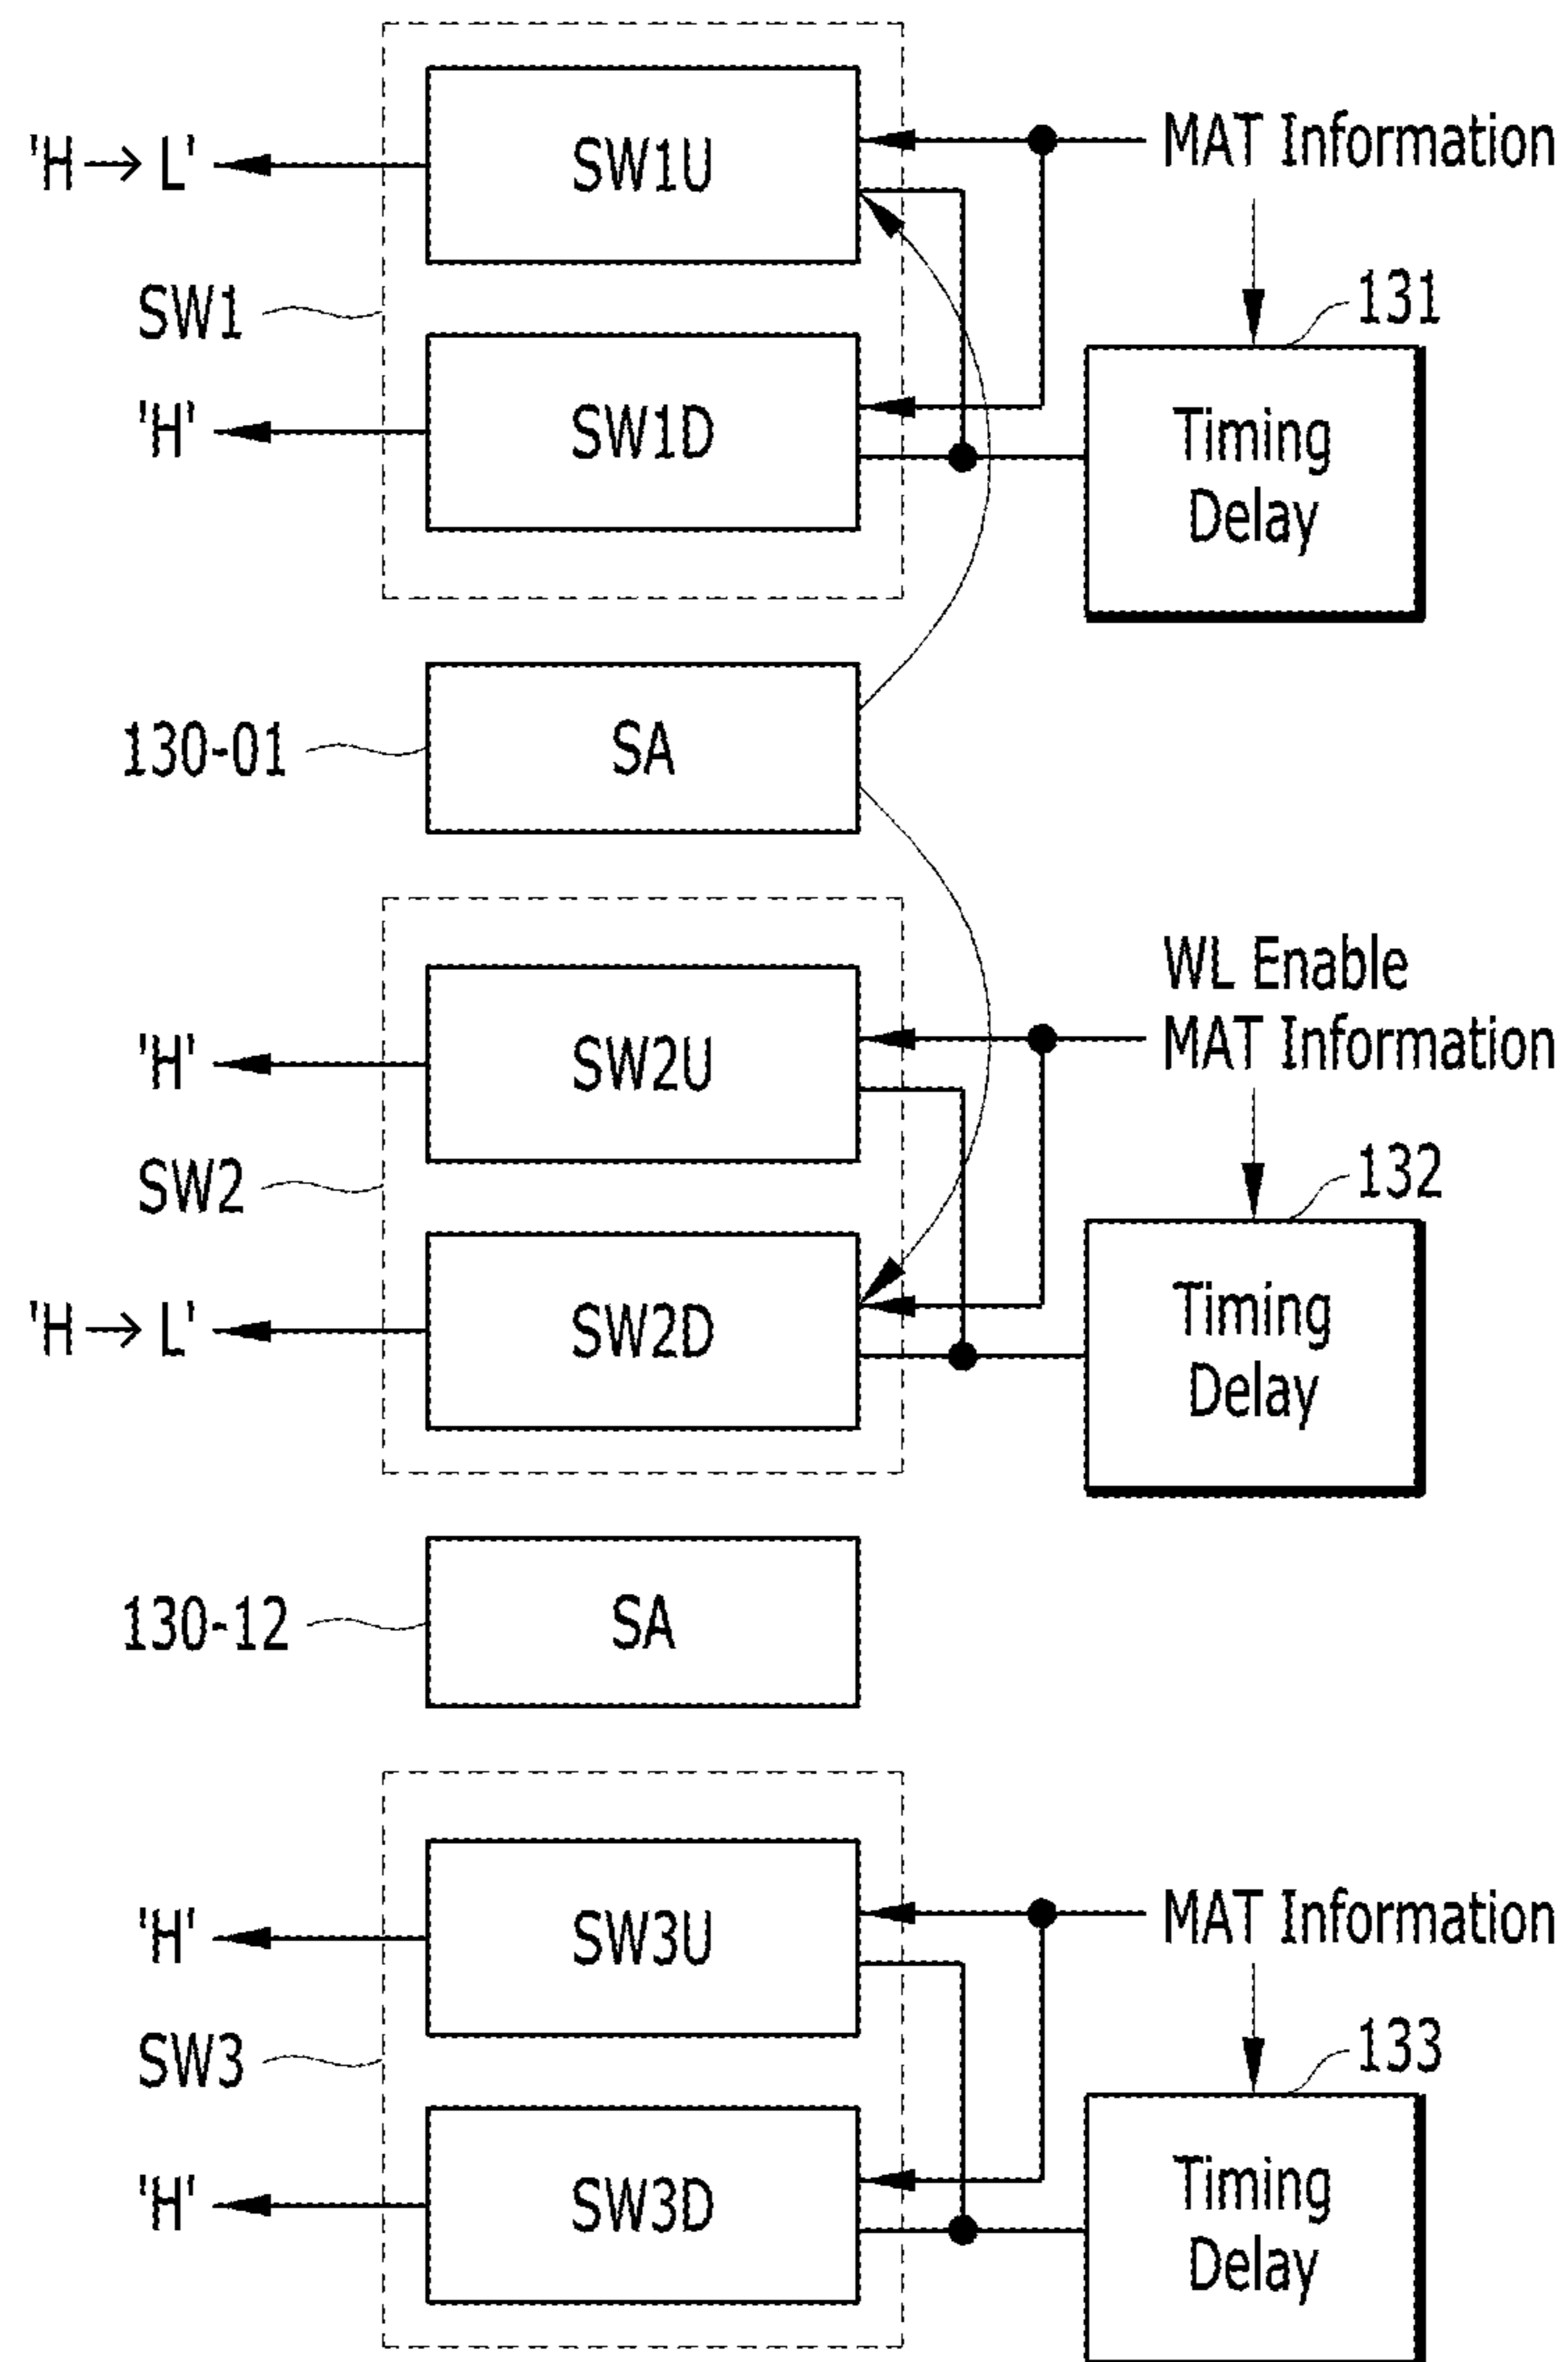 'H → L'
SW1U
MAT Information
SW1
131
'H'
SW1D
Timing
Delay
130-01
SA
WL Enable
MAT Information
'H'
SW2U
SW2
132
'H → L'
SW2D
Timing
Delay
130-12
SA
MAT Information
'H'
SW3U
SW3
133
'H'
SW3D
Timing
Delay